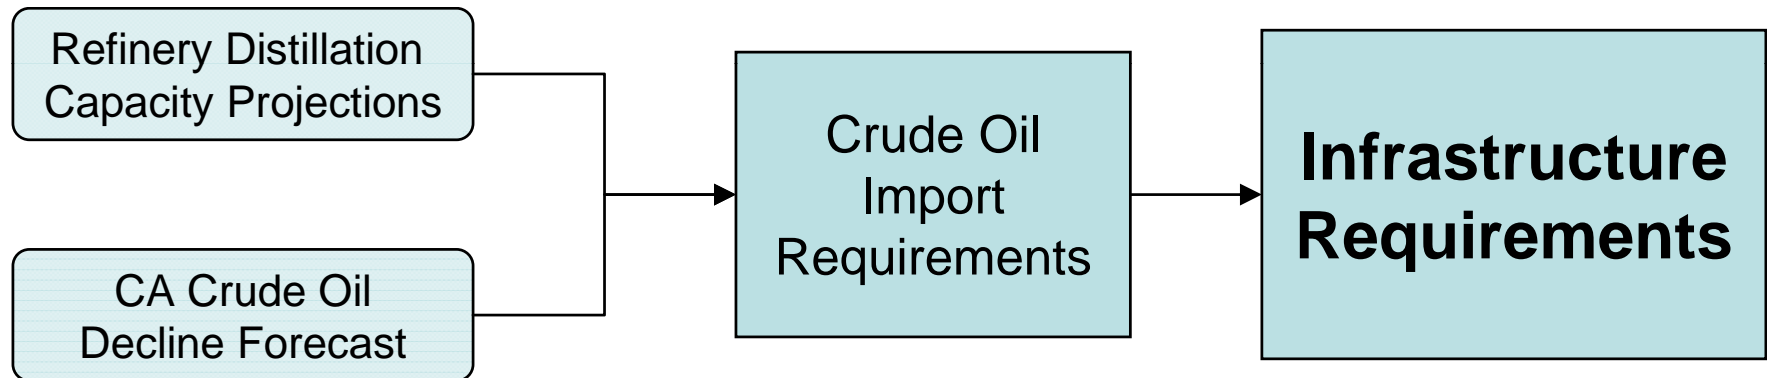 Refinery Distillation
Capacity Projections
CA Crude Oil
Decline Forecast
Crude Oil
Import
Requirements
Infrastructure
Requirements